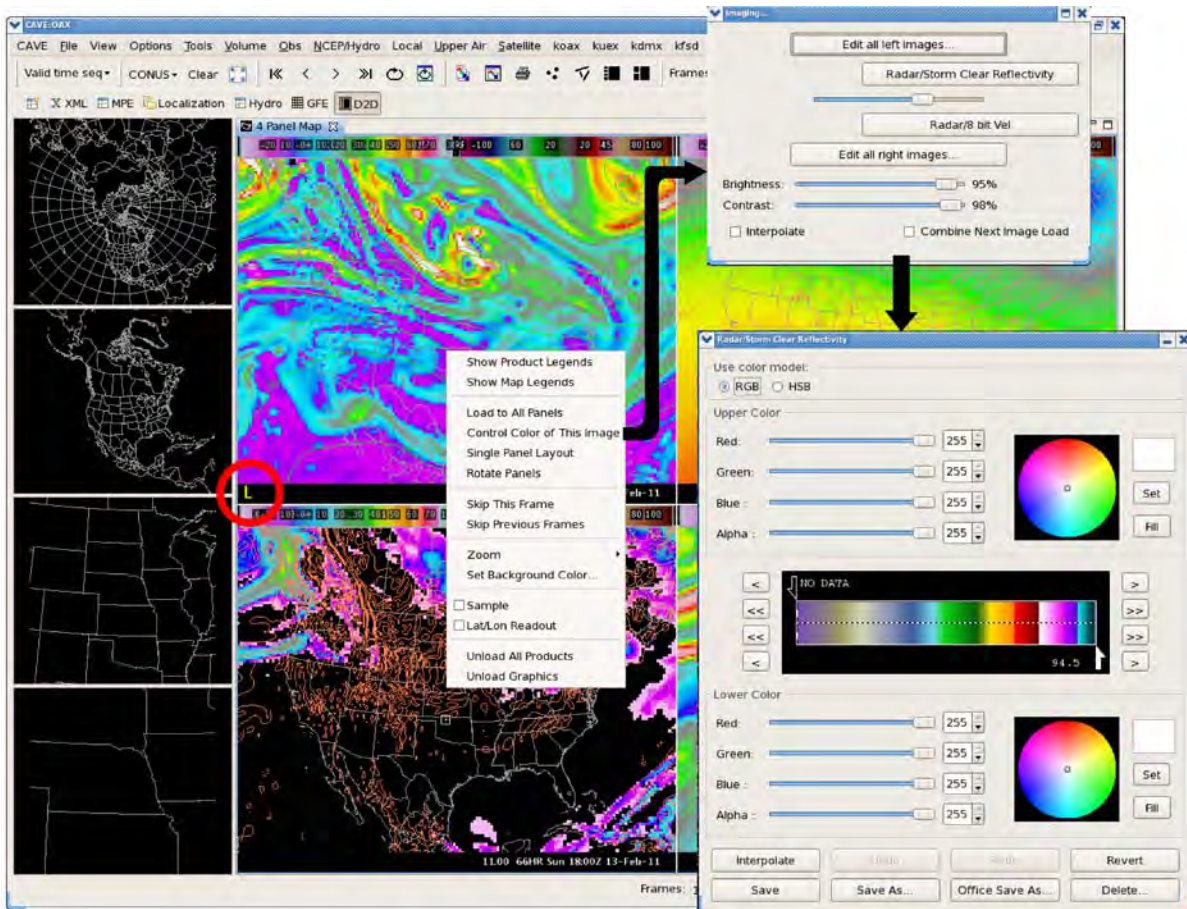 CAVE:OAX
CAVE File View Options Tools Volume Obs NCEP/Hydro Local Upper Air Satellite koax kuex kdmx kfsd
Valid time seq CONUS Clear Frames
XML MPE Localization Hydro GFE D2D
4 Panel Map
Imaging...
Edit all left images...
Radar/Storm Clear Reflectivity
Radar/8 bit Vel
Edit all right images...
Brightness: 95%
Contrast: 98%
Interpolate Combine Next Image Load
Show Product Legends
Show Map Legends
Load to All Panels
Control Color of This Image
Single Panel Layout
Rotate Panels
Skip This Frame
Skip Previous Frames
Zoom
Set Background Color...
Sample
Lat/Lon Readout
Unload All Products
Unload Graphics
L
11.00 66HR Sun 18:00Z 13-Feb-11
Frames:
Radar/Storm Clear Reflectivity
Use color model:
RGB HSB
Upper Color
Red: 255
Green: 255
Blue : 255
Alpha : 255
Set
Fill
< NO DATA >
<< >>
<< >>
< 94.5 >
Lower Color
Red: 255
Green: 255
Blue : 255
Alpha : 255
Set
Fill
Interpolate Undo Redo Revert
Save Save As... Office Save As... Delete...